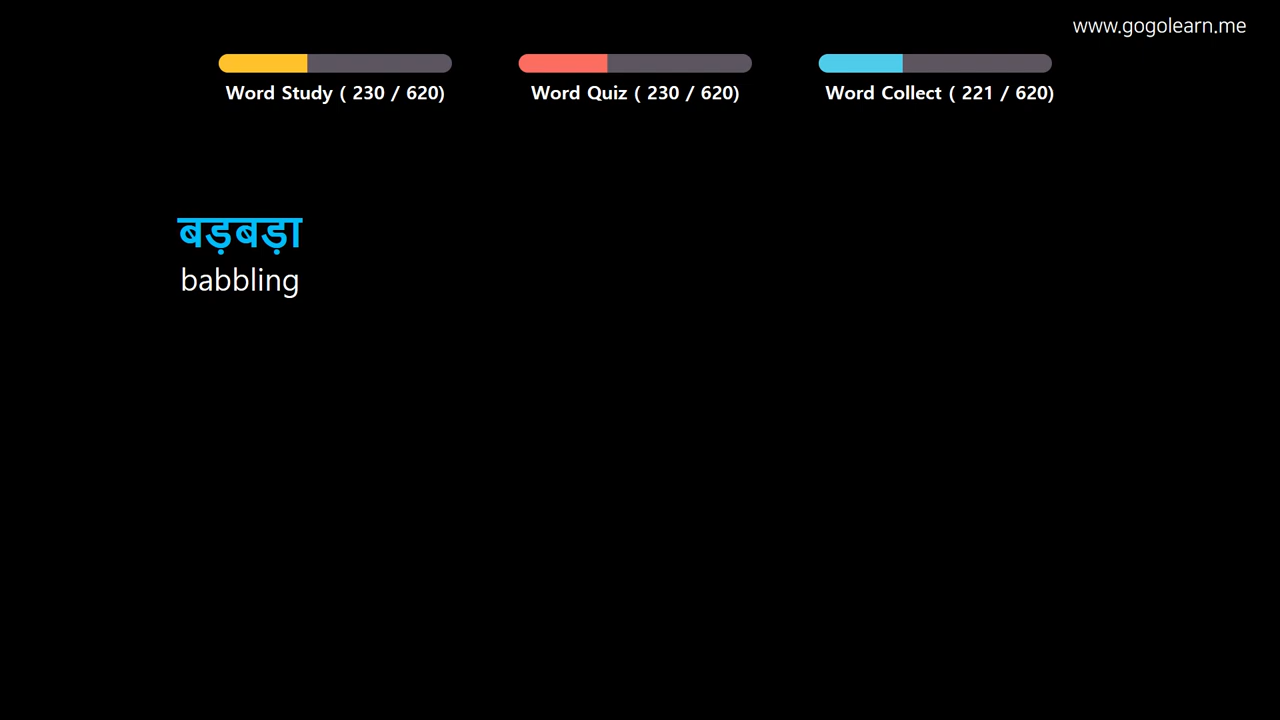 www.gogolearn.me
Word Study ( 230 / 620)
Word Quiz ( 230 / 620)
Word Collect ( 221 / 620)
बड़बड़ा
babbling